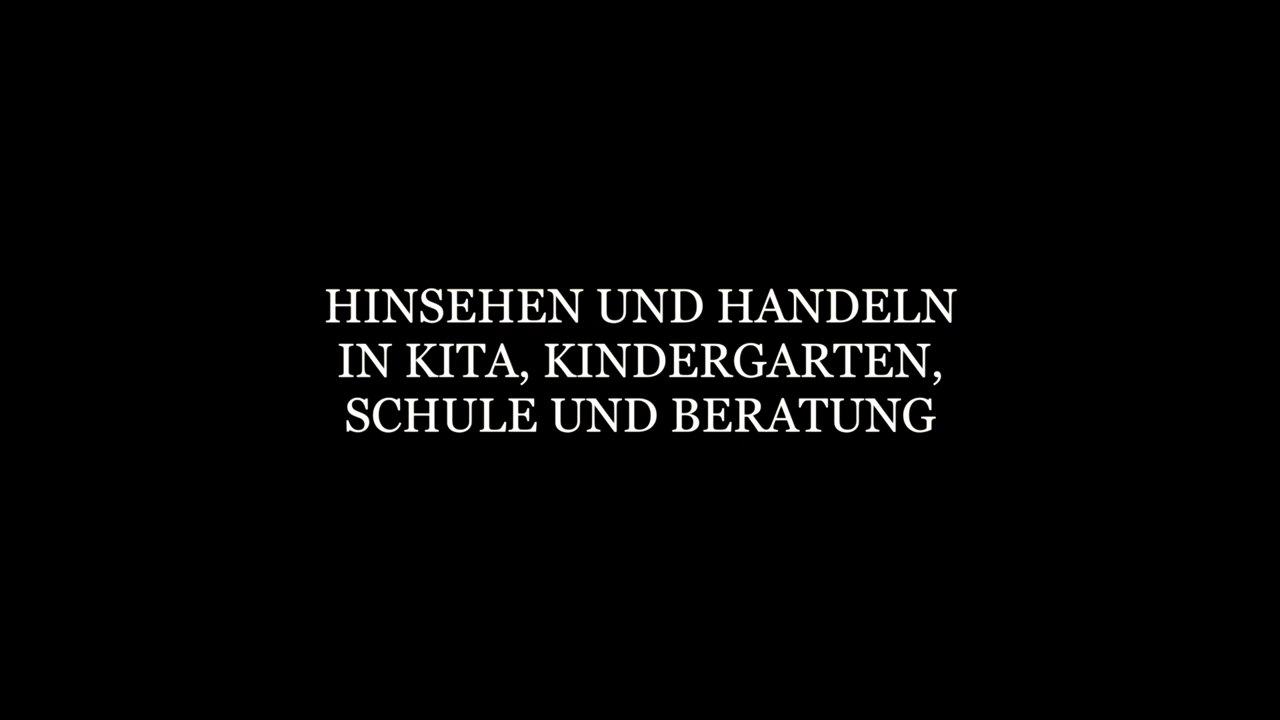 HINSEHEN UND HANDELN
IN KITA, KINDERGARTEN,
SCHULE UND BERATUNG